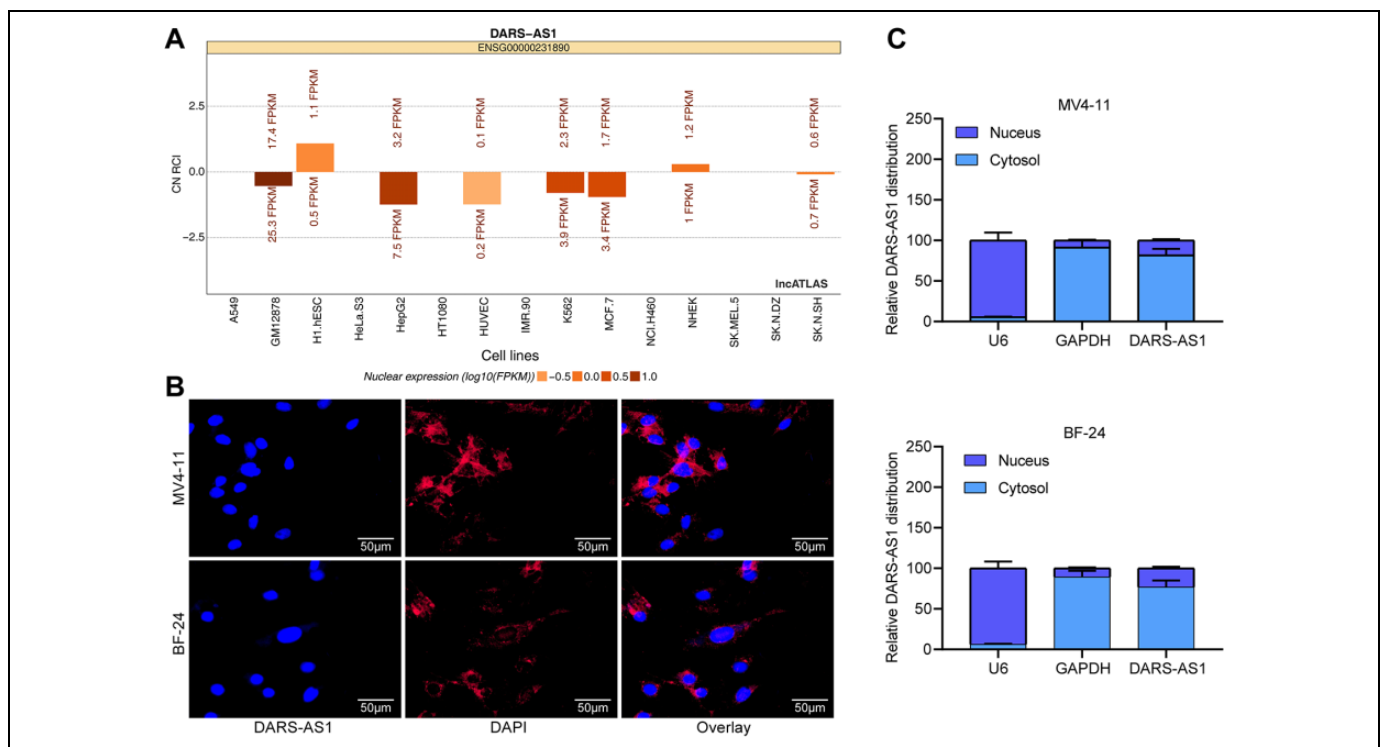 A
DARS-AS1
ENSG00000231890
CN RCI
2.5
0.0
-2.5
17.4 FPKM
25.3 FPKM
1.1 FPKM
0.5 FPKM
3.2 FPKM
7.5 FPKM
0.1 FPKM
0.2 FPKM
2.3 FPKM
3.9 FPKM
1.7 FPKM
3.4 FPKM
1.2 FPKM
1 FPKM
0.6 FPKM
0.7 FPKM
lncATLAS
A549
GM12878
H1.hESC
HeLa.S3
HepG2
HT1080
HUVEC
IMR.90
K562
MCF.7
NCI.H460
NHEK
SK.MEL.5
SK.N.DZ
SK.N.SH
Cell lines
Nuclear expression (log10(FPKM)) -0.5 0.0 0.5 1.0
B
MV4-11
50μm
50μm
50μm
BF-24
50μm
50μm
50μm
DARS-AS1
DAPI
Overlay
C
MV4-11
Relative DARS-AS1 distribution
250
200
150
100
50
0
Nuceus
Cytosol
U6
GAPDH
DARS-AS1
BF-24
Relative DARS-AS1 distribution
250
200
150
100
50
0
Nuceus
Cytosol
U6
GAPDH
DARS-AS1